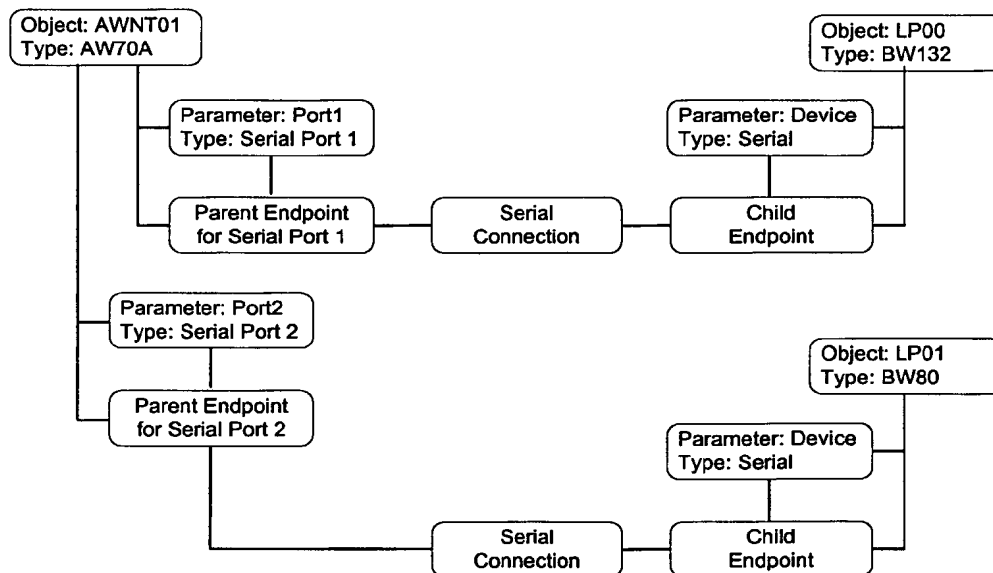 Object: AWNT01
Type: AW70A
Object: LP00
Type: BW132
Parameter: Port1
Type: Serial Port 1
Parameter: Device
Type: Serial
Parent Endpoint
for Serial Port 1
Serial
Connection
Child
Endpoint
Parameter: Port2
Type: Serial Port 2
Object: LP01
Type: BW80
Parent Endpoint
for Serial Port 2
Parameter: Device
Type: Serial
Serial
Connection
Child
Endpoint